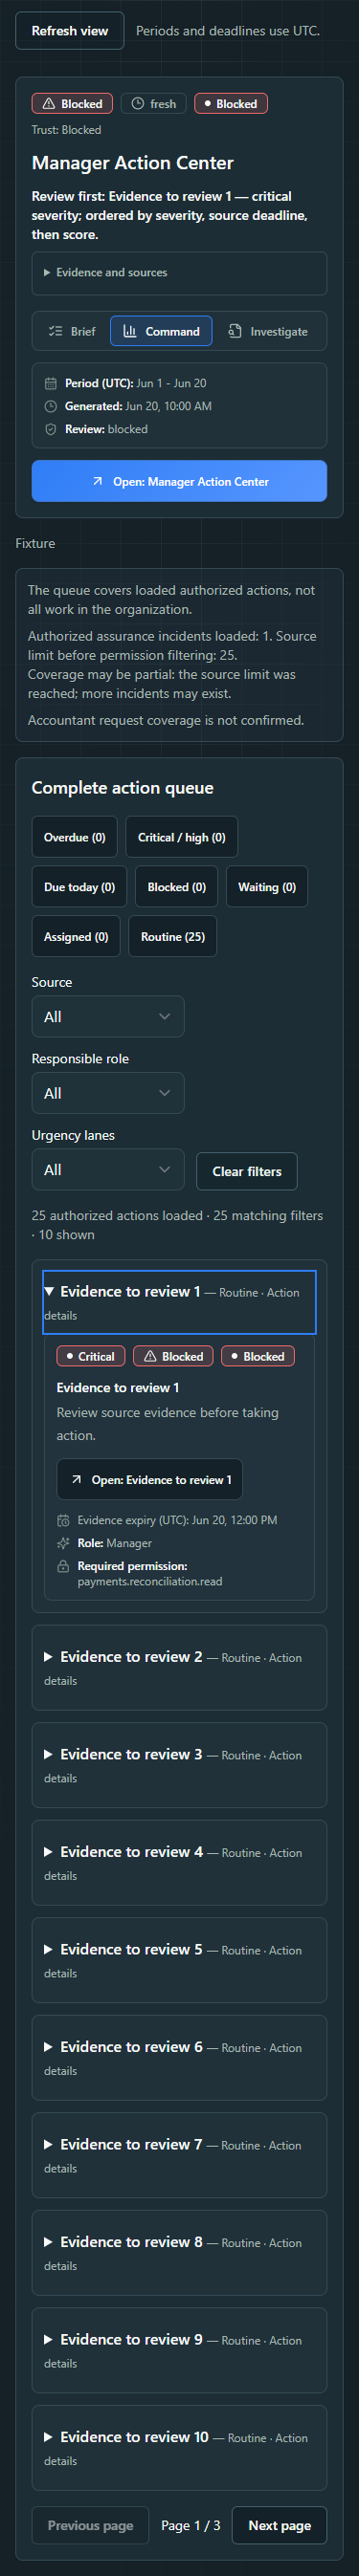 Refresh view
Periods and deadlines use UTC.
Blocked
fresh
Blocked
Trust: Blocked
Manager Action Center
Review first: Evidence to review 1 — critical
severity; ordered by severity, source deadline,
then score.
Evidence and sources
Brief
Command
Investigate
Period (UTC): Jun 1 - Jun 20
Generated: Jun 20, 10:00 AM
Review: blocked
Open: Manager Action Center
Fixture
The queue covers loaded authorized actions, not
all work in the organization.
Authorized assurance incidents loaded: 1. Source
limit before permission filtering: 25.
Coverage may be partial: the source limit was
reached; more incidents may exist.
Accountant request coverage is not confirmed.
Complete action queue
Overdue (0)
Critical / high (0)
Due today (0)
Blocked (0)
Waiting (0)
Assigned (0)
Routine (25)
Source
All
Responsible role
All
Urgency lanes
All
Clear filters
25 authorized actions loaded · 25 matching filters
· 10 shown
Evidence to review 1 — Routine · Action
details
Critical
Blocked
Blocked
Evidence to review 1
Review source evidence before taking
action.
Open: Evidence to review 1
Evidence expiry (UTC): Jun 20, 12:00 PM
Role: Manager
Required permission:
payments.reconciliation.read
Evidence to review 2 — Routine · Action
details
Evidence to review 3 — Routine · Action
details
Evidence to review 4 — Routine · Action
details
Evidence to review 5 — Routine · Action
details
Evidence to review 6 — Routine · Action
details
Evidence to review 7 — Routine · Action
details
Evidence to review 8 — Routine · Action
details
Evidence to review 9 — Routine · Action
details
Evidence to review 10 — Routine · Action
details
Previous page
Page 1 / 3
Next page